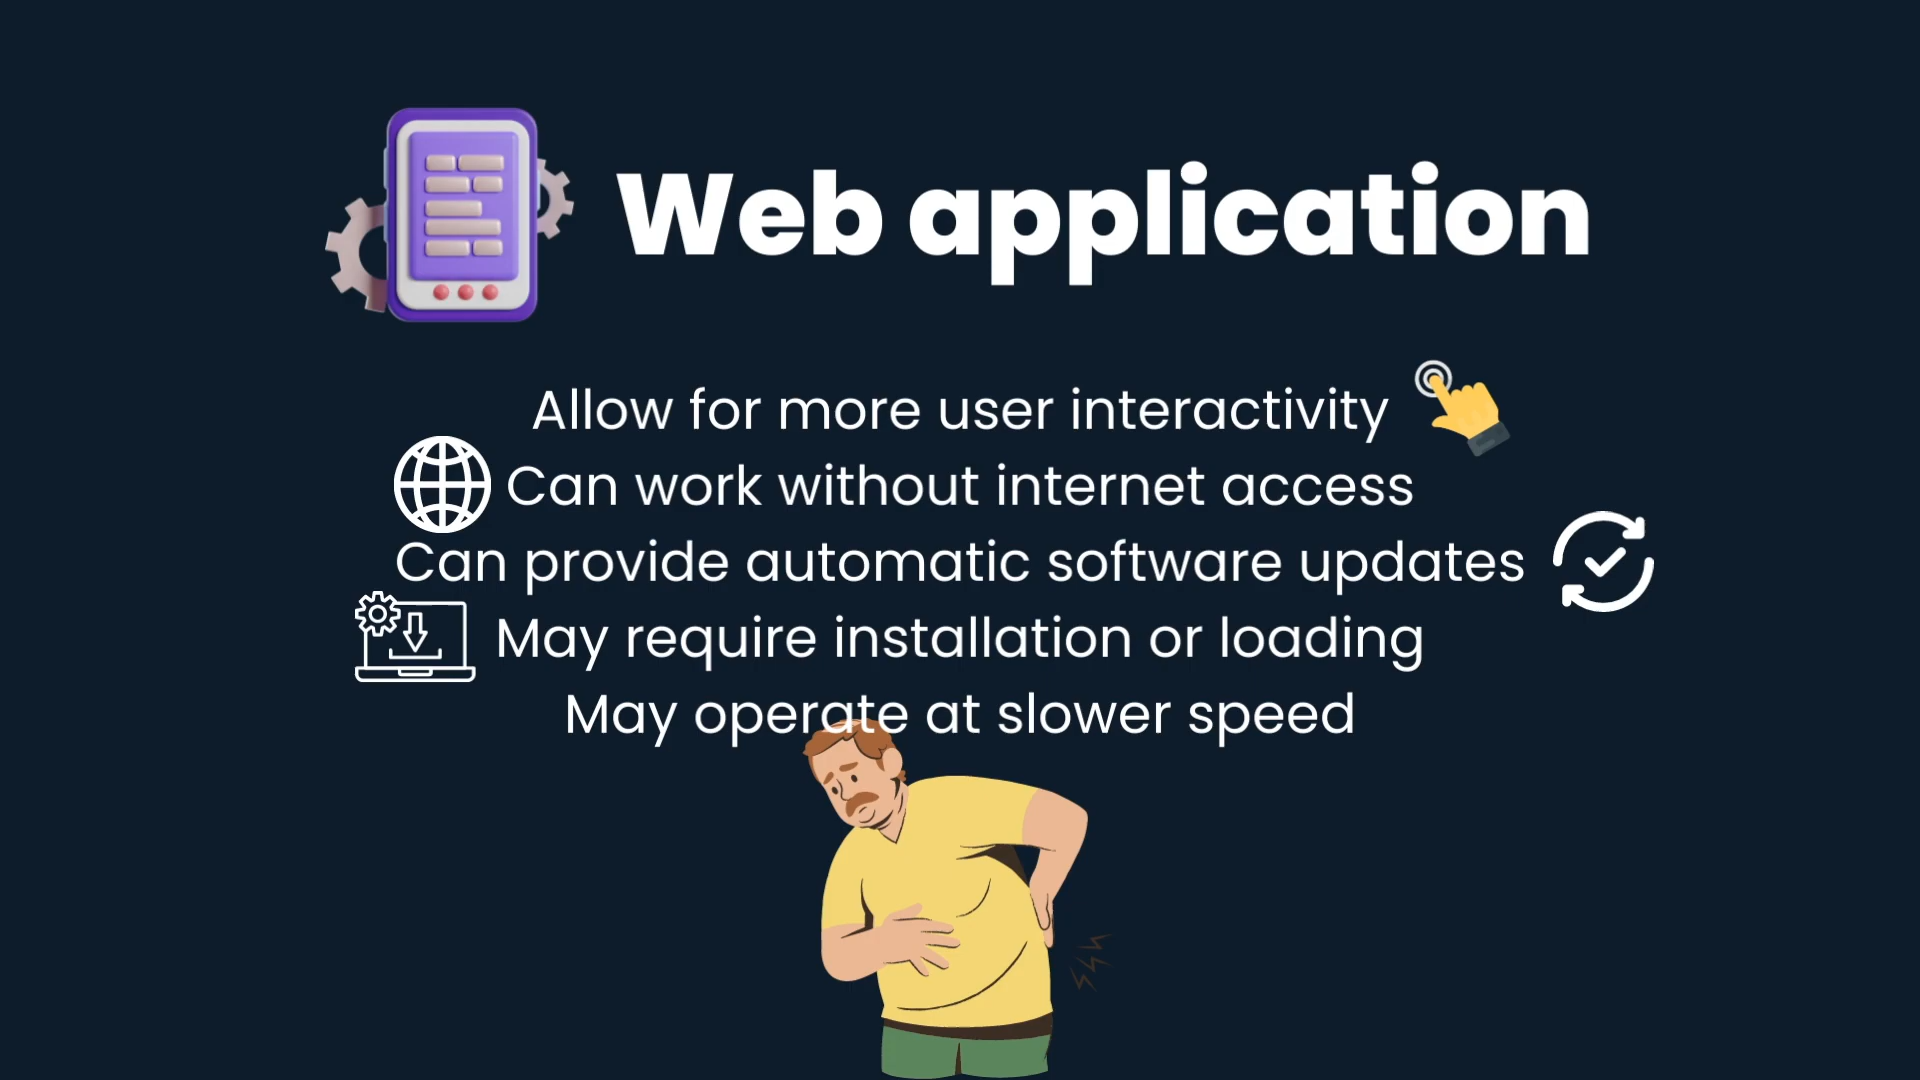 Web application
Allow for more user interactivity
Can work without internet access
Can provide automatic software updates
May require installation or loading
May operate at slower speed